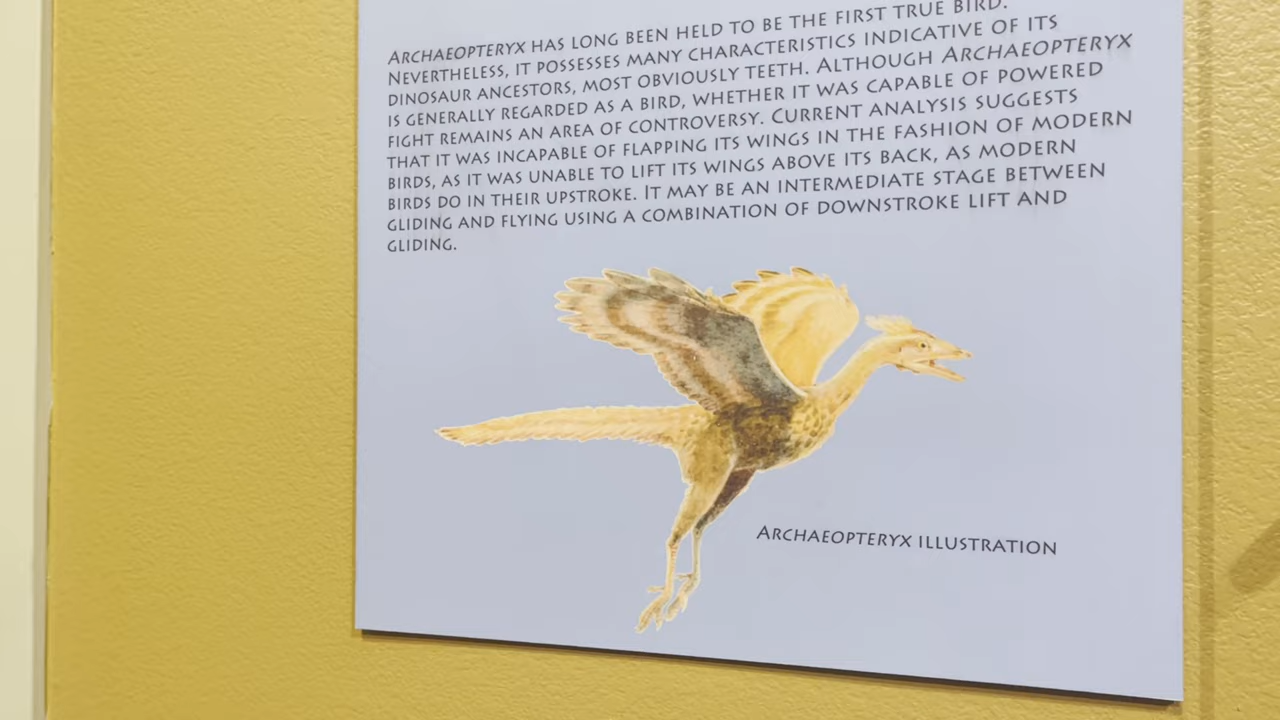 ARCHAEOPTERYX HAS LONG BEEN HELD TO BE THE FIRST TRUE BIRD.
NEVERTHELESS, IT POSSESSES MANY CHARACTERISTICS INDICATIVE OF ITS
DINOSAUR ANCESTORS, MOST OBVIOUSLY TEETH. ALTHOUGH ARCHAEOPTERYX
IS GENERALLY REGARDED AS A BIRD, WHETHER IT WAS CAPABLE OF POWERED
FIGHT REMAINS AN AREA OF CONTROVERSY. CURRENT ANALYSIS SUGGESTS
THAT IT WAS INCAPABLE OF FLAPPING ITS WINGS IN THE FASHION OF MODERN
BIRDS, AS IT WAS UNABLE TO LIFT ITS WINGS ABOVE ITS BACK, AS MODERN
BIRDS DO IN THEIR UPSTROKE. IT MAY BE AN INTERMEDIATE STAGE BETWEEN
GLIDING AND FLYING USING A COMBINATION OF DOWNSTROKE LIFT AND
GLIDING.
ARCHAEOPTERYX ILLUSTRATION